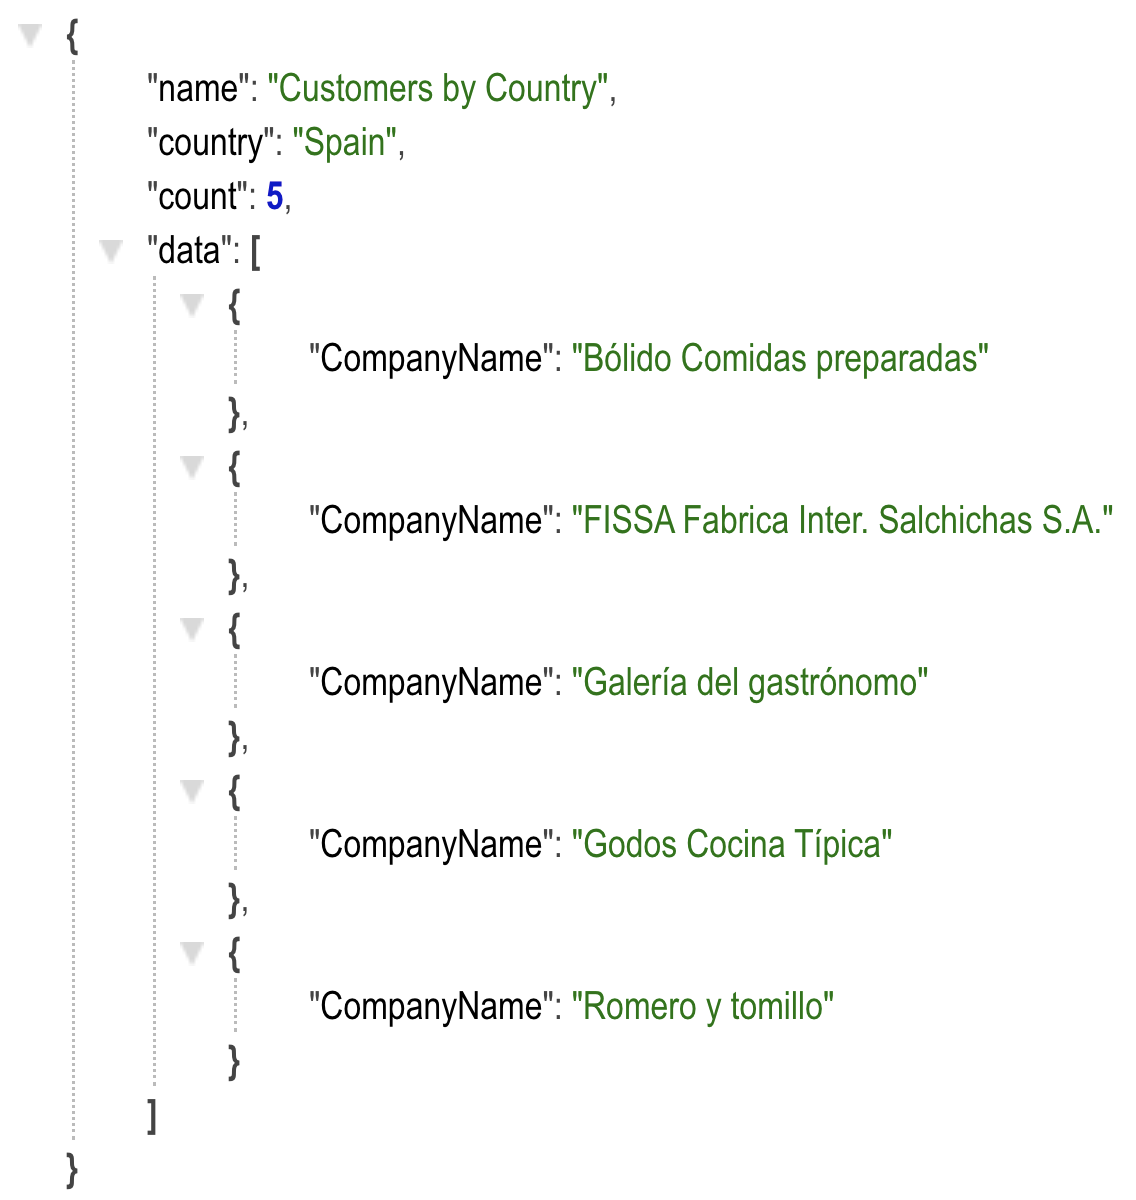 {
"name": "Customers by Country",
"country": "Spain",
"count": 5,
"data": [
{
"CompanyName": "Bólido Comidas preparadas"
},
{
"CompanyName": "FISSA Fabrica Inter. Salchichas S.A."
},
{
"CompanyName": "Galería del gastrónomo"
},
{
"CompanyName": "Godos Cocina Típica"
},
{
"CompanyName": "Romero y tomillo"
}
]
}